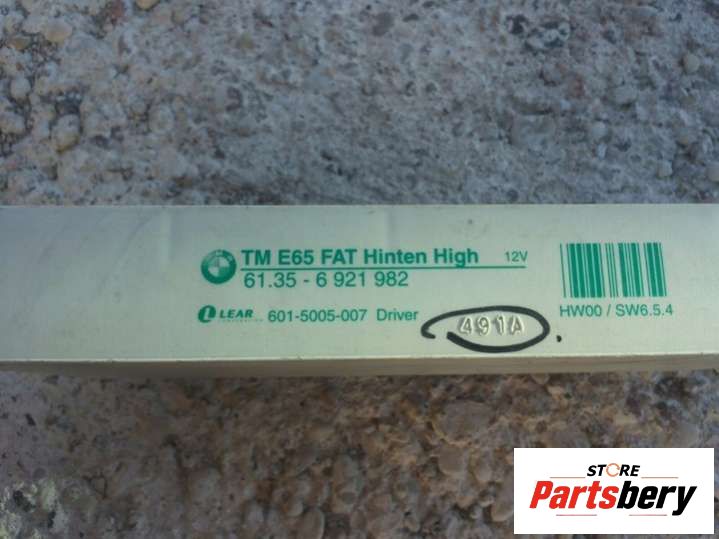 TM E65 FAT Hinten High 12V
61.35 - 6 921 982
LEAR 601-5005-007 Driver 491A
HW00 / SW6.5.4
STORE
Partsbery